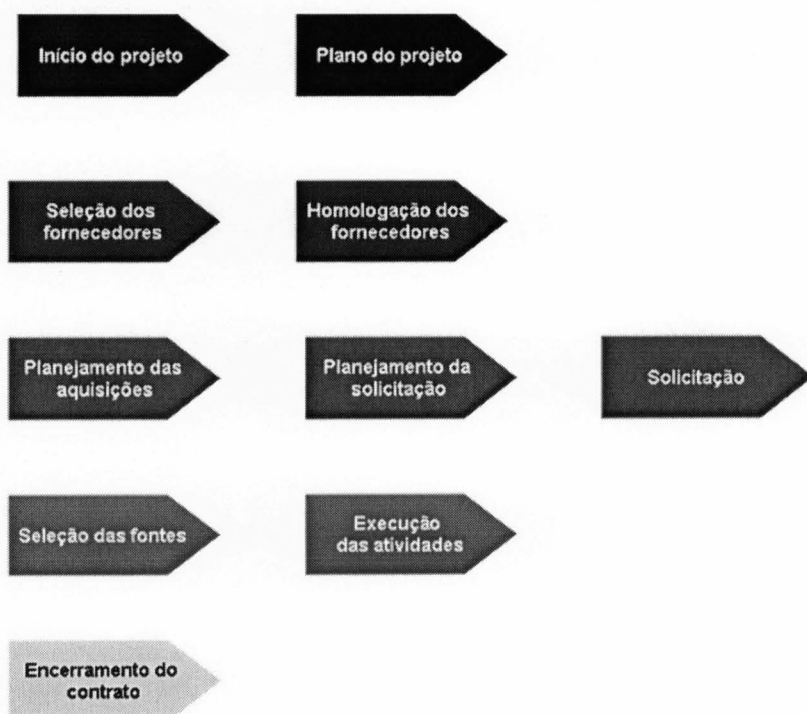 Início do projeto
Plano do projeto
Seleção dos
fornecedores
Homologação dos
fornecedores
Planejamento das
aquisições
Planejamento da
solicitação
Solicitação
Seleção das fontes
Execução
das atividades
Encerramento do
contrato